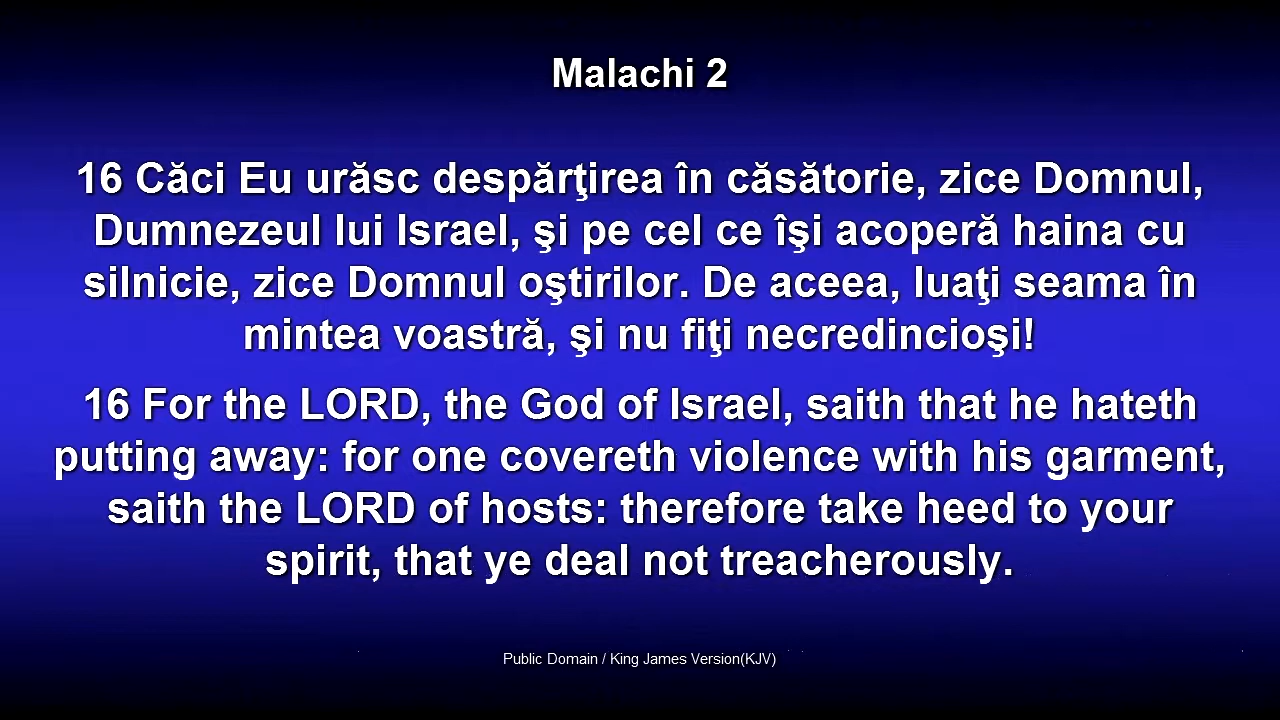 Malachi 2
16 Căci Eu urăsc despărţirea în căsătorie, zice Domnul,
Dumnezeul lui Israel, şi pe cel ce îşi acoperă haina cu
silnicie, zice Domnul oştirilor. De aceea, luaţi seama în
mintea voastră, şi nu fiţi necredincioşi!
16 For the LORD, the God of Israel, saith that he hateth
putting away: for one covereth violence with his garment,
saith the LORD of hosts: therefore take heed to your
spirit, that ye deal not treacherously.
Public Domain / King James Version(KJV)